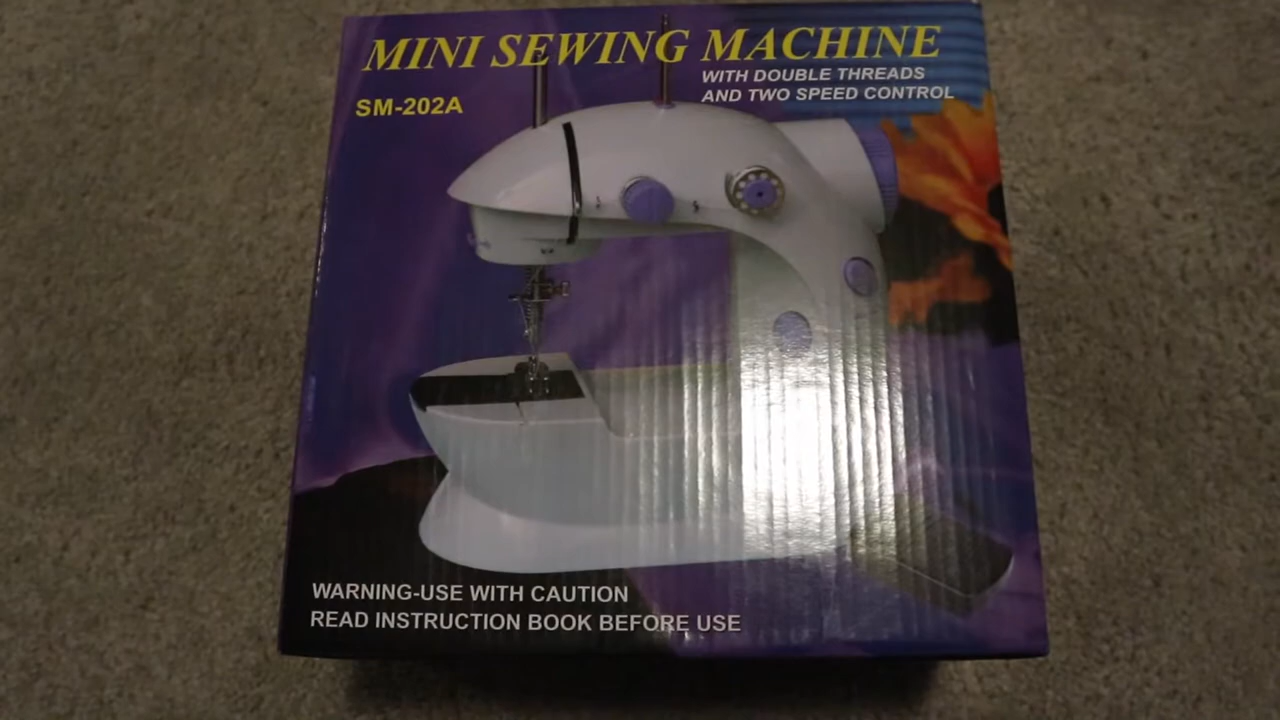 MINI SEWING MACHINE
WITH DOUBLE THREADS
AND TWO SPEED CONTROL
SM-202A
WARNING-USE WITH CAUTION
READ INSTRUCTION BOOK BEFORE USE